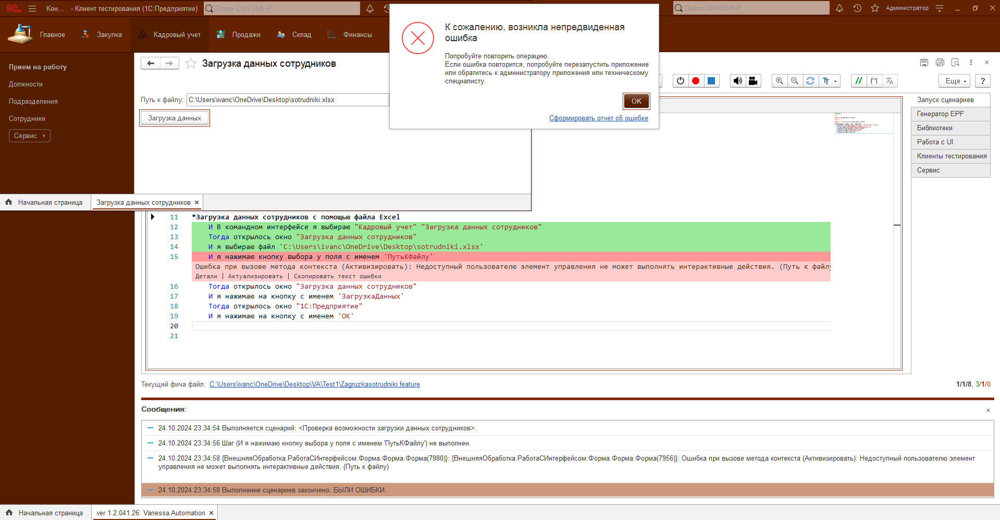 Кон... - Клиент тестирования (1С:Предприятие)
Поиск Ctrl+Shift+F
Поиск Ctrl+Shift+F
Администратор
Главное
Закупка
Кадровый учет
Продажи
Склад
Финансы
К сожалению, возникла непредвиденная
ошибка
Попробуйте повторить операцию.
Если ошибка повторится, попробуйте перезапустить приложение
или обратитесь к администратору приложения или техническому
специалисту.
OK
Сформировать отчет об ошибке
Прием на работу
Должности
Подразделения
Сотрудники
Сервис
Загрузка данных сотрудников
Путь к файлу: C:\Users\ivanc\OneDrive\Desktop\sotrudniki.xlsx
Загрузка данных
Еще
?
Запуск сценариев
Генератор EPF
Библиотеки
Работа с UI
Клиенты тестирования
Сервис
Начальная страница
Загрузка данных сотрудников
11 *Загрузка данных сотрудников с помощью файла Excel
12 И В командном интерфейсе я выбираю "Кадровый учет" "Загрузка данных сотрудников"
13 Тогда открылось окно "Загрузка данных сотрудников"
14 И я выбираю файл 'C:\Users\ivanc\OneDrive\Desktop\sotrudniki.xlsx'
15 И я нажимаю кнопку выбора у поля с именем 'ПутьКФайлу'
Ошибка при вызове метода контекста (Активизировать): Недоступный пользователю элемент управления не может выполнять интерактивные действия. (Путь к файлу
Детали | Актуализировать | Скопировать текст ошибки
16 Тогда открылось окно "Загрузка данных сотрудников"
17 И я нажимаю на кнопку с именем 'ЗагрузкаДанных'
18 Тогда открылось окно "1С:Предприятие"
19 И я нажимаю на кнопку с именем 'ОК'
20
21
Текущий фича файл: C:\Users\ivanc\OneDrive\Desktop\VA\Test1\Zagruzkasotrudniki.feature
1/1/8, 3/1/0
Сообщения:
24.10.2024 23:34:54 Выполняется сценарий: <Проверка возможности загрузки данных сотрудников>.
24.10.2024 23:34:56 Шаг (И я нажимаю кнопку выбора у поля с именем 'ПутьКФайлу') не выполнен.
24.10.2024 23:34:58 {ВнешняяОбработка.РаботаСИнтерфейсом.Форма.Форма.Форма(7980)}: {ВнешняяОбработка.РаботаСИнтерфейсом.Форма.Форма.Форма(7956)}: Ошибка при вызове метода контекста (Активизировать): Недоступный пользователю элемент
управления не может выполнять интерактивные действия. (Путь к файлу)
24.10.2024 23:34:58 Выполнение сценариев закончено. БЫЛИ ОШИБКИ.
Начальная страница
ver 1.2.041.26: Vanessa Automation